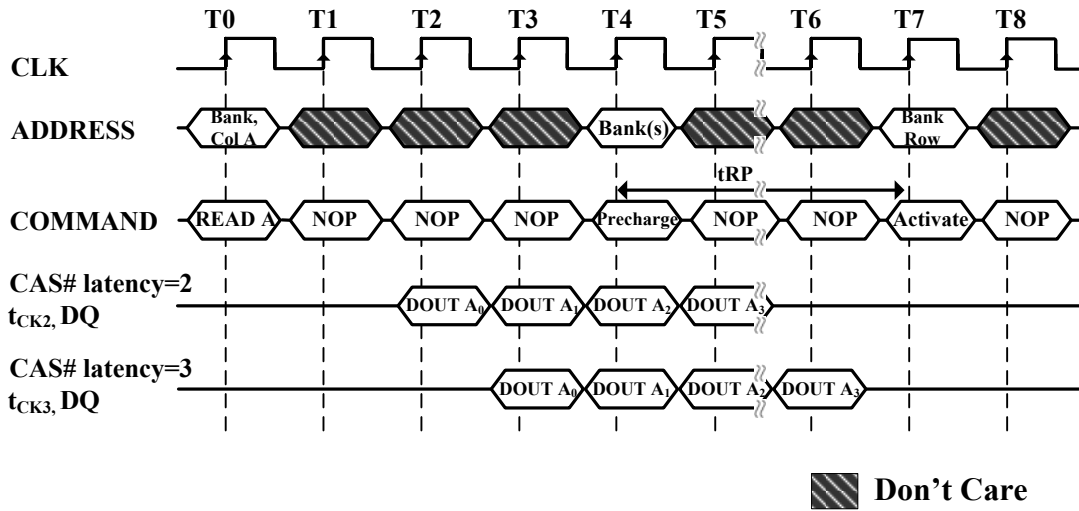 T0 T1 T2 T3 T4 T5 T6 T7 T8
CLK
ADDRESS
Bank,
Col A
Bank(s)
Bank
Row
tRP
COMMAND READ A NOP NOP NOP Precharge NOP NOP Activate NOP
CAS# latency=2
tCK2, DQ
DOUT A0 DOUT A1 DOUT A2 DOUT A3
CAS# latency=3
tCK3, DQ
DOUT A0 DOUT A1 DOUT A2 DOUT A3
Don't Care